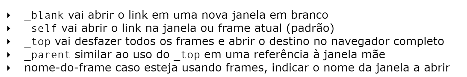 ‣ _blank vai abrir o link em uma nova janela em branco
‣ _self vai abrir o link na janela ou frame atual (padrão)
‣ _top vai desfazer todos os frames e abrir o destino no navegador completo
‣ _parent similar ao uso do _top em uma referência à janela mãe
‣ nome-do-frame caso esteja usando frames, indicar o nome da janela a abrir